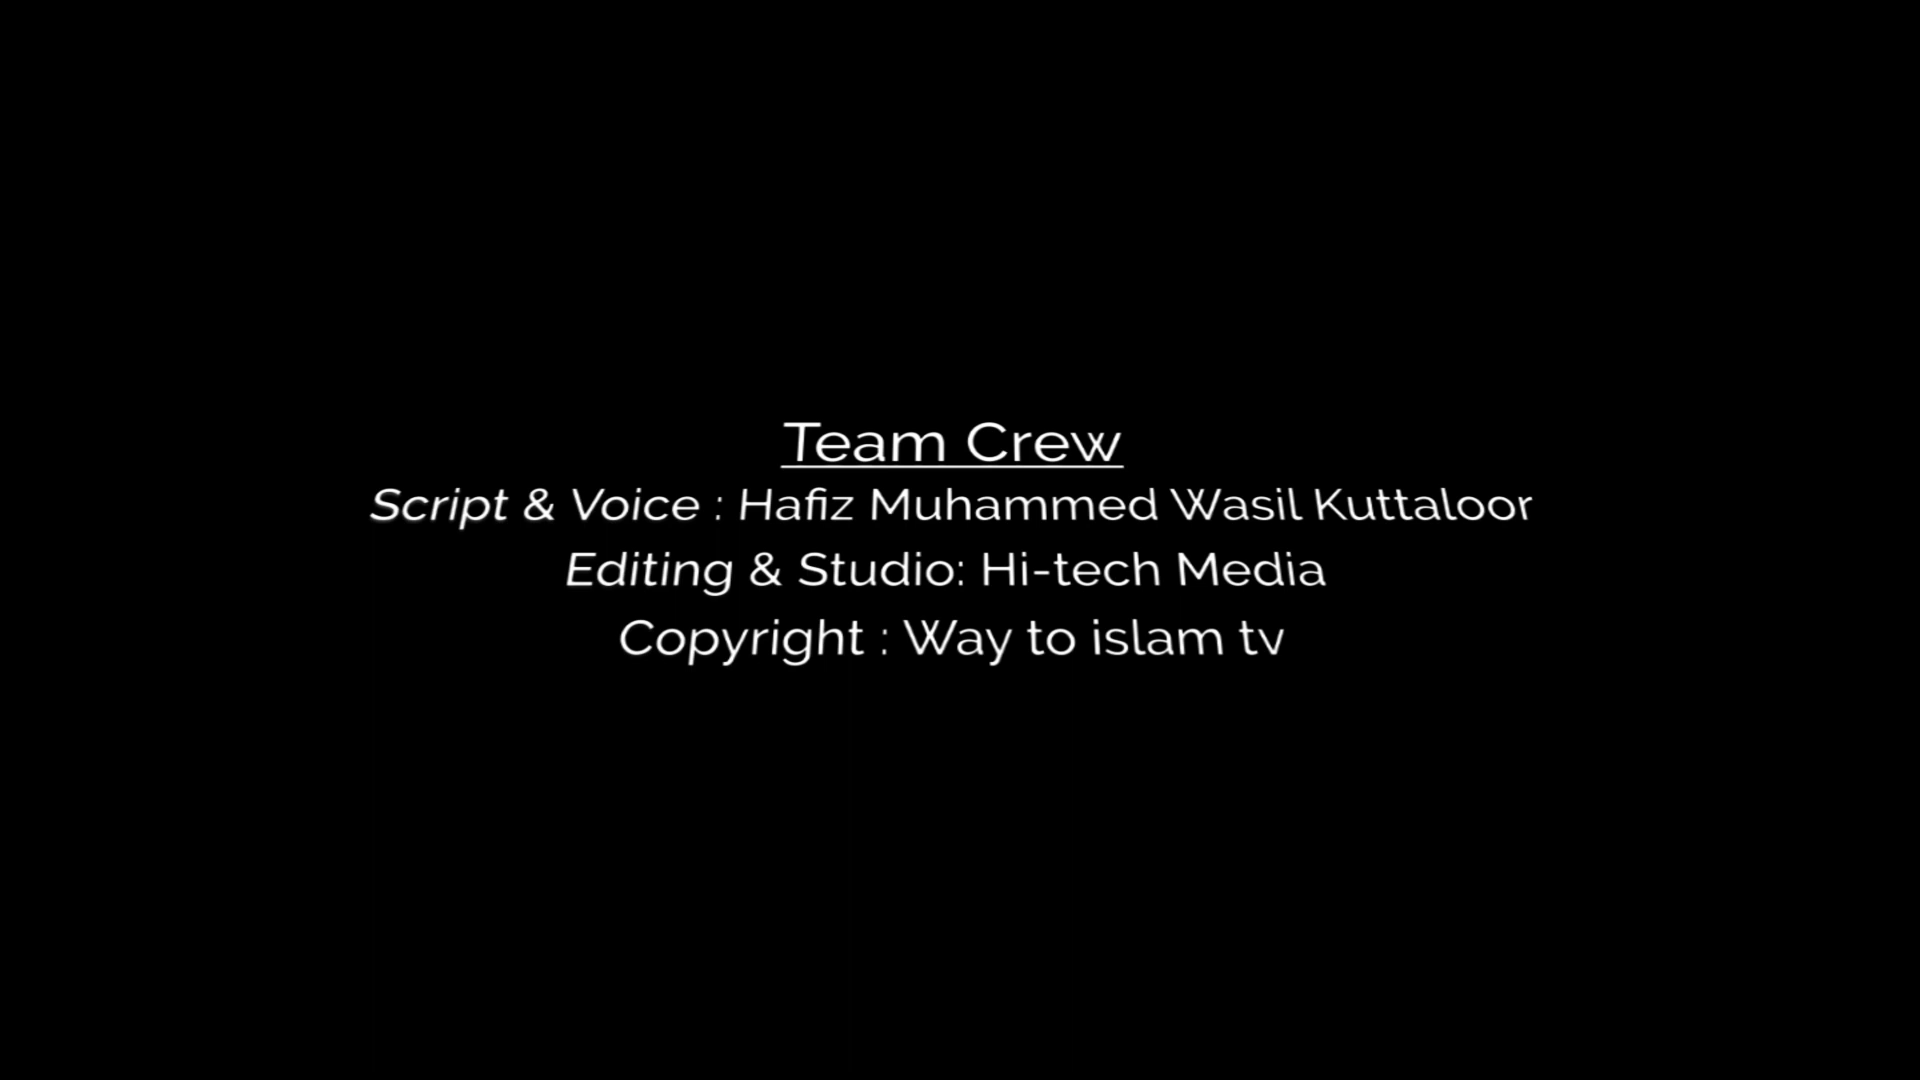 Team Crew
Script & Voice : Hafiz Muhammed Wasil Kuttaloor
Editing & Studio: Hi-tech Media
Copyright : Way to islam tv